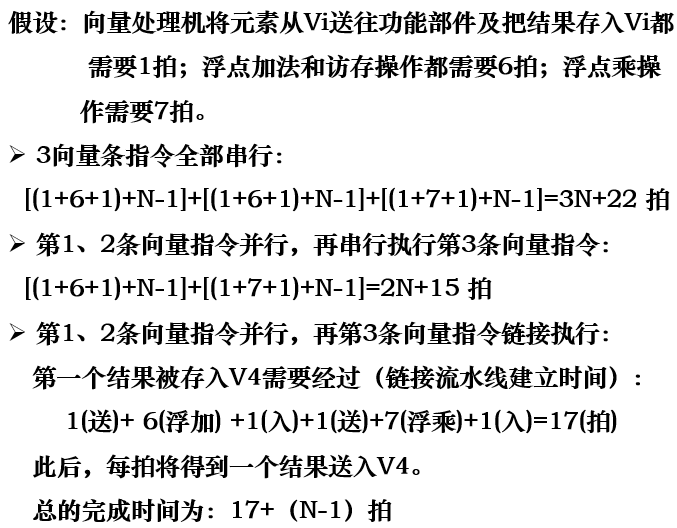 假设：向量处理机将元素从Vi送往功能部件及把结果存入Vi都
需要1拍；浮点加法和访存操作都需要6拍；浮点乘操
作需要7拍。
➢ 3向量条指令全部串行：
[(1+6+1)+N-1]+[(1+6+1)+N-1]+[(1+7+1)+N-1]=3N+22 拍
➢ 第1、2条向量指令并行，再串行执行第3条向量指令：
[(1+6+1)+N-1]+[(1+7+1)+N-1]=2N+15 拍
➢ 第1、2条向量指令并行，再第3条向量指令链接执行：
第一个结果被存入V4需要经过（链接流水线建立时间）：
1(送)+ 6(浮加) +1(入)+1(送)+7(浮乘)+1(入)=17(拍)
此后，每拍将得到一个结果送入V4。
总的完成时间为：17+（N-1）拍